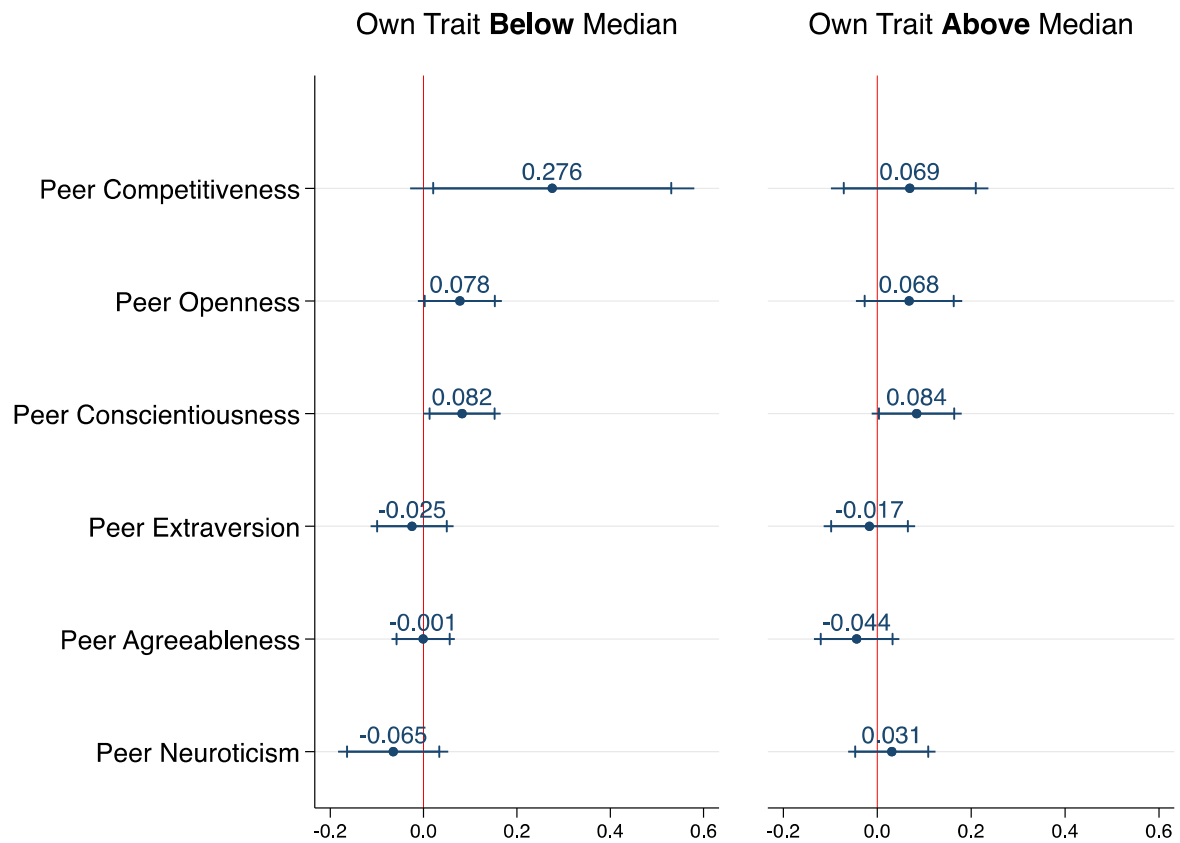 Own Trait Below Median
Own Trait Above Median
Peer Competitiveness
0.276
0.069
Peer Openness
0.078
0.068
Peer Conscientiousness
0.082
0.084
Peer Extraversion
-0.025
-0.017
Peer Agreeableness
-0.001
-0.044
Peer Neuroticism
-0.065
0.031
-0.2 0.0 0.2 0.4 0.6
-0.2 0.0 0.2 0.4 0.6